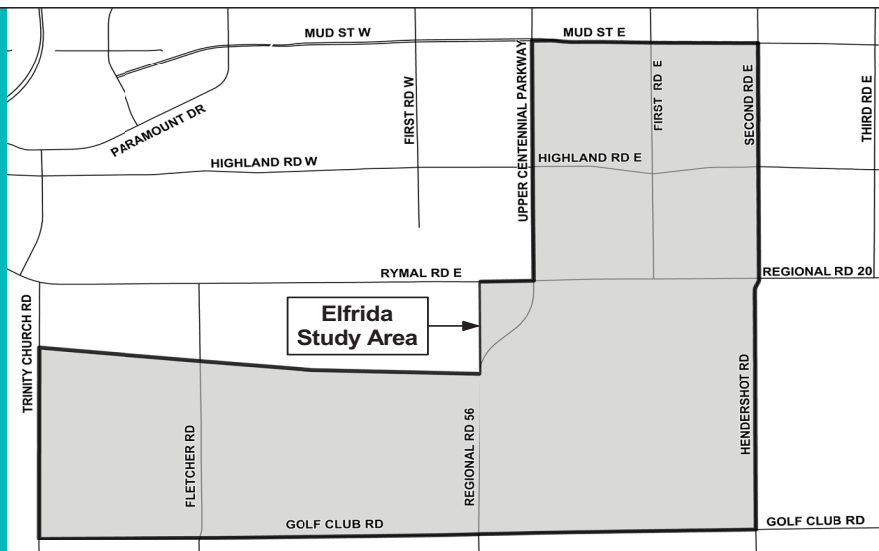 MUD ST W
MUD ST E
PARAMOUNT DR
FIRST RD W
UPPER CENTENNIAL PARKWAY
FIRST RD E
SECOND RD E
THIRD RD E
HIGHLAND RD W
HIGHLAND RD E
RYMAL RD E
REGIONAL RD 20
Elfrida
Study Area
TRINITY CHURCH RD
FLETCHER RD
REGIONAL RD 56
HENDERSHOT RD
GOLF CLUB RD
GOLF CLUB RD